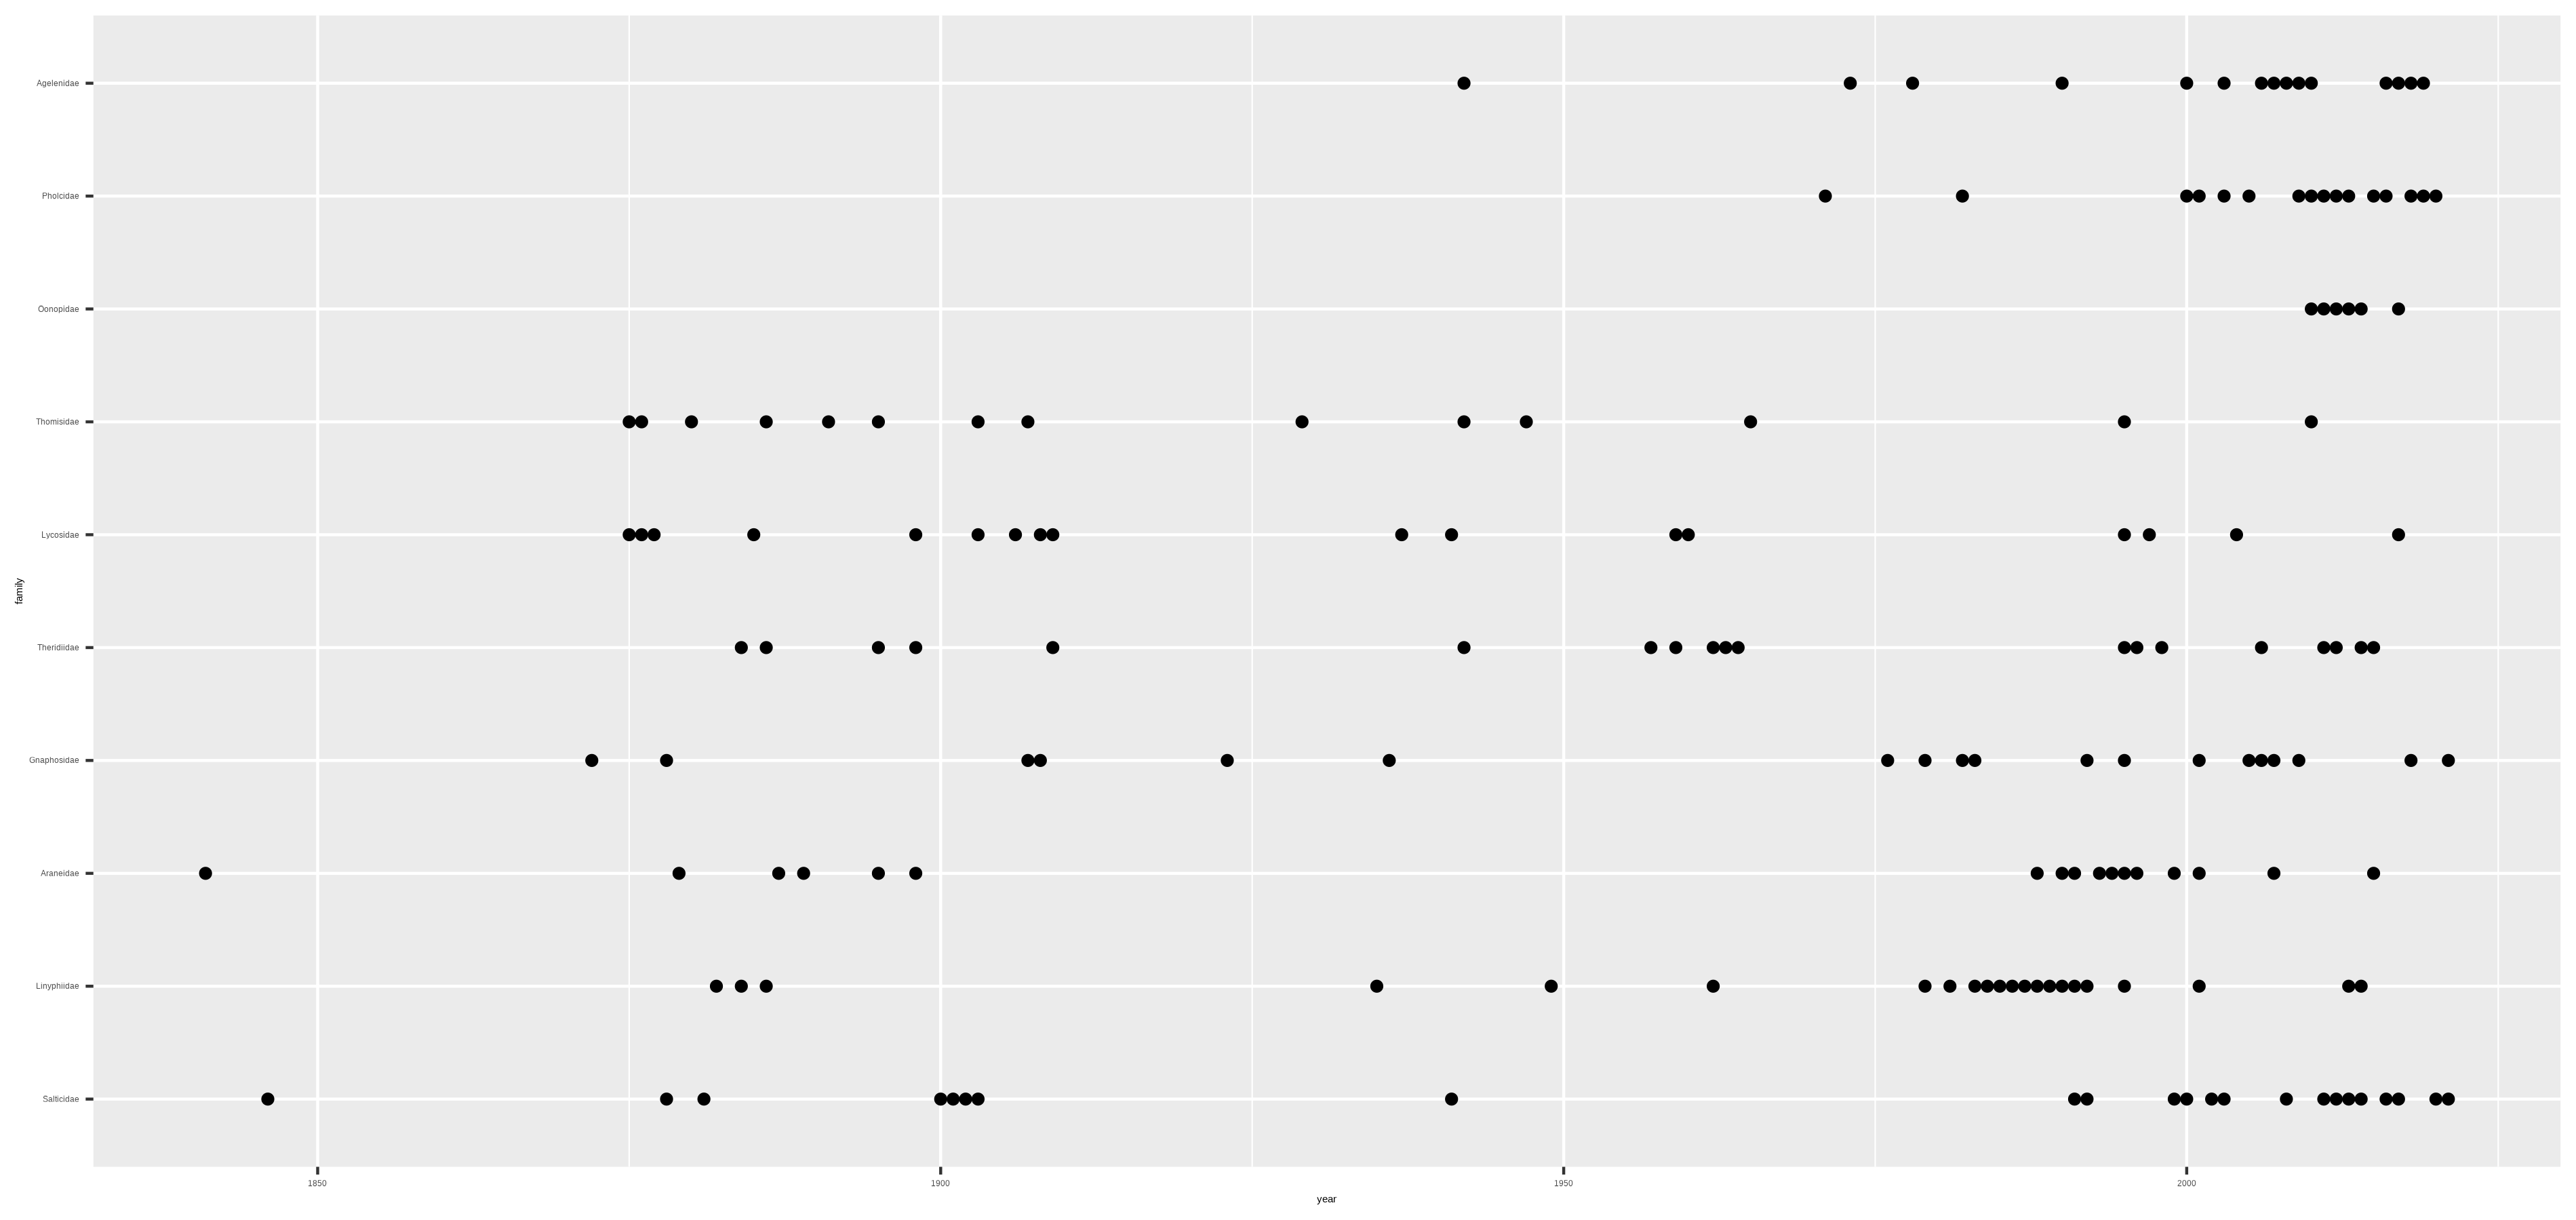 Agelenidae
Pholcidae
Oonopidae
Thomisidae
Lycosidae
Theridiidae
Gnaphosidae
Araneidae
Linyphiidae
Salticidae
family
1850
1900
1950
2000
year